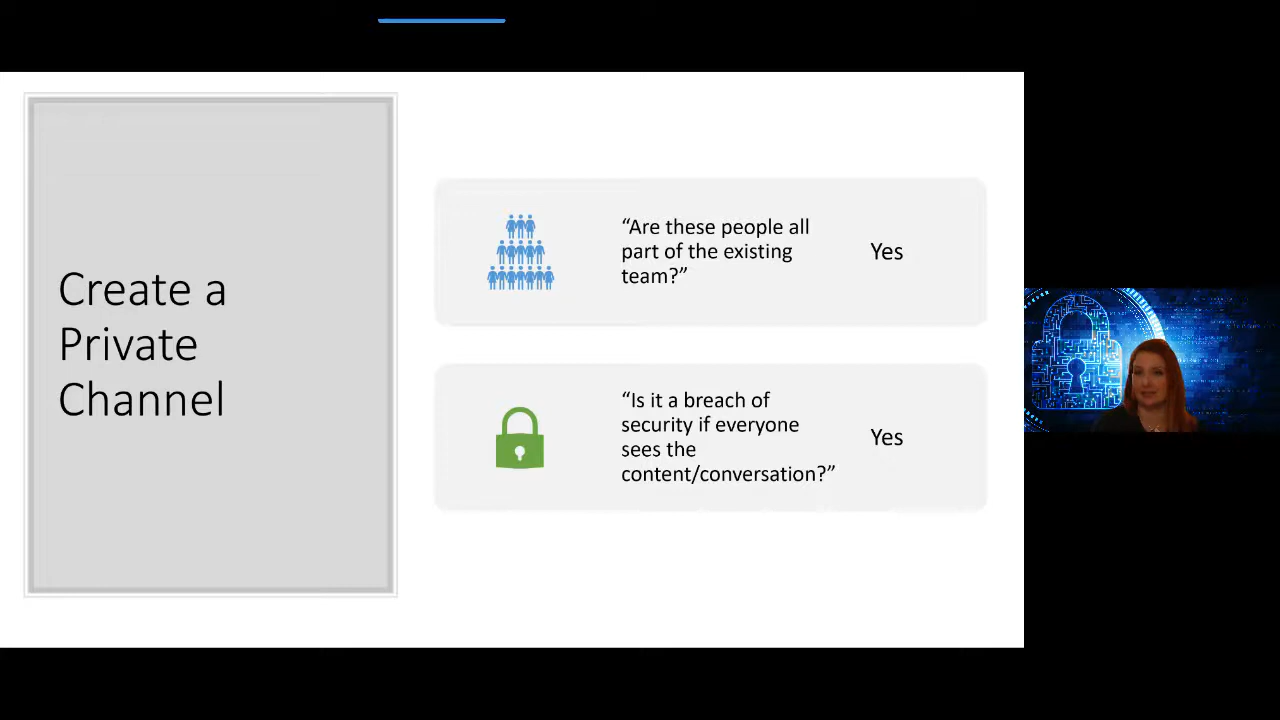 Create a
Private
Channel
“Are these people all
part of the existing
team?”
Yes
“Is it a breach of
security if everyone
sees the
content/conversation?”
Yes